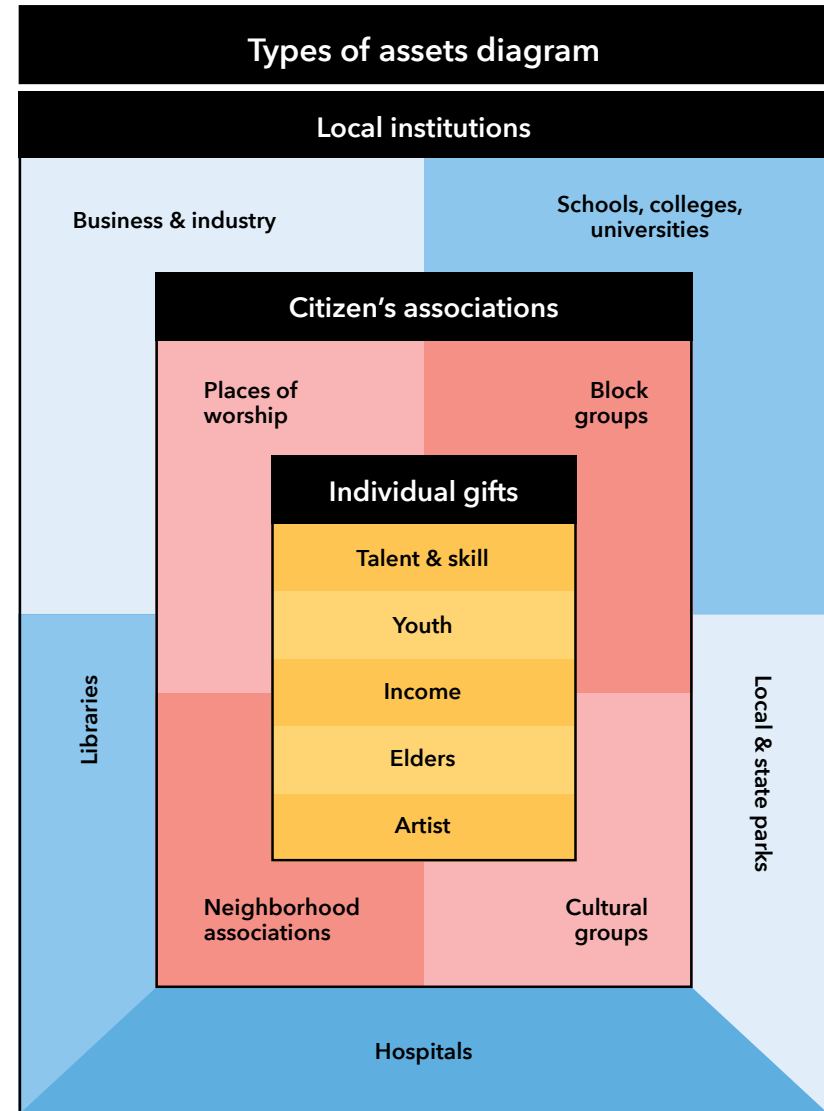 Types of assets diagram
Local institutions
Business & industry
Schools, colleges,
universities
Citizen’s associations
Places of
worship
Block
groups
Individual gifts
Talent & skill
Youth
Income
Elders
Artist
Libraries
Local & state parks
Neighborhood
associations
Cultural
groups
Hospitals